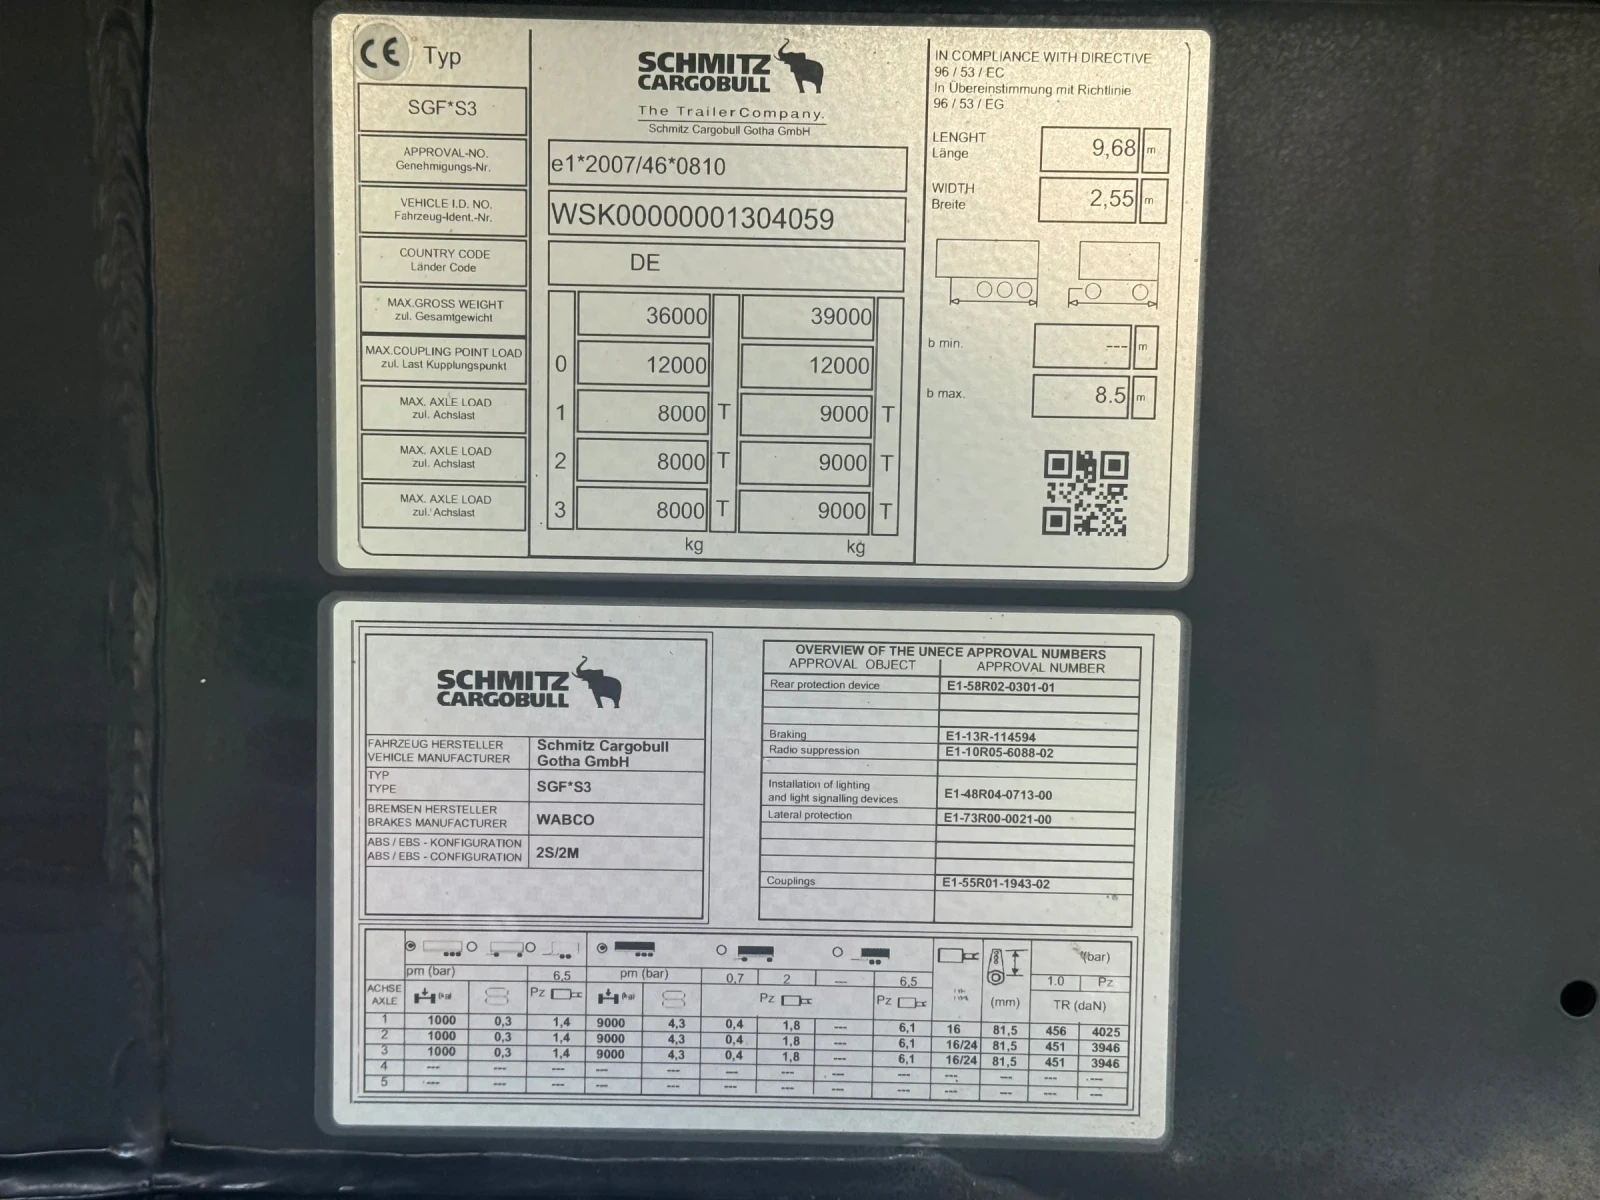 CE Typ
SGF*S3
APPROVAL-NO.
Genehmigungs-Nr.
VEHICLE I.D. NO.
Fahrzeug-Ident.-Nr.
COUNTRY CODE
Länder Code
MAX.GROSS WEIGHT
zul. Gesamtgewicht
MAX.COUPLING POINT LOAD
zul. Last Kupplungspunkt
MAX. AXLE LOAD
zul. Achslast
MAX. AXLE LOAD
zul. Achslast
MAX. AXLE LOAD
zul. Achslast
SCHMITZ
CARGOBULL
The TrailerCompany.
Schmitz Cargobull Gotha GmbH
e1*2007/46*0810
WSK00000001304059
DE
36000 39000
0 12000 12000
1 8000 T 9000 T
2 8000 T 9000 T
3 8000 T 9000 T
kg kg
IN COMPLIANCE WITH DIRECTIVE
96 / 53 / EC
In Übereinstimmung mit Richtlinie
96 / 53 / EG
LENGHT
Länge
9,68 m
WIDTH
Breite
2,55 m
b min. --- m
b max. 8.5 m
SCHMITZ
CARGOBULL
FAHRZEUG HERSTELLER
VEHICLE MANUFACTURER
Schmitz Cargobull
Gotha GmbH
TYP
TYPE
SGF*S3
BREMSEN HERSTELLER
BRAKES MANUFACTURER
WABCO
ABS / EBS - KONFIGURATION
ABS / EBS - CONFIGURATION
2S/2M
OVERVIEW OF THE UNECE APPROVAL NUMBERS
APPROVAL OBJECT APPROVAL NUMBER
Rear protection device E1-58R02-0301-01
Braking E1-13R-114594
Radio suppression E1-10R05-6088-02
Installation of lighting
and light signalling devices
E1-48R04-0713-00
Lateral protection E1-73R00-0021-00
Couplings E1-55R01-1943-02
pm (bar) 6,5 pm (bar) 0,7 2 --- 6,5 (bar) 1.0 Pz
ACHSE
AXLE
Pz Pz Pz (mm) TR (daN)
1 1000 0,3 1,4 9000 4,3 0,4 1,8 --- 6,1 16 81,5 456 4025
2 1000 0,3 1,4 9000 4,3 0,4 1,8 --- 6,1 16/24 81,5 451 3946
3 1000 0,3 1,4 9000 4,3 0,4 1,8 --- 6,1 16/24 81,5 451 3946
4 --- --- --- --- --- --- --- --- --- --- --- --- ---
5 --- --- --- --- --- --- --- --- --- --- --- --- ---